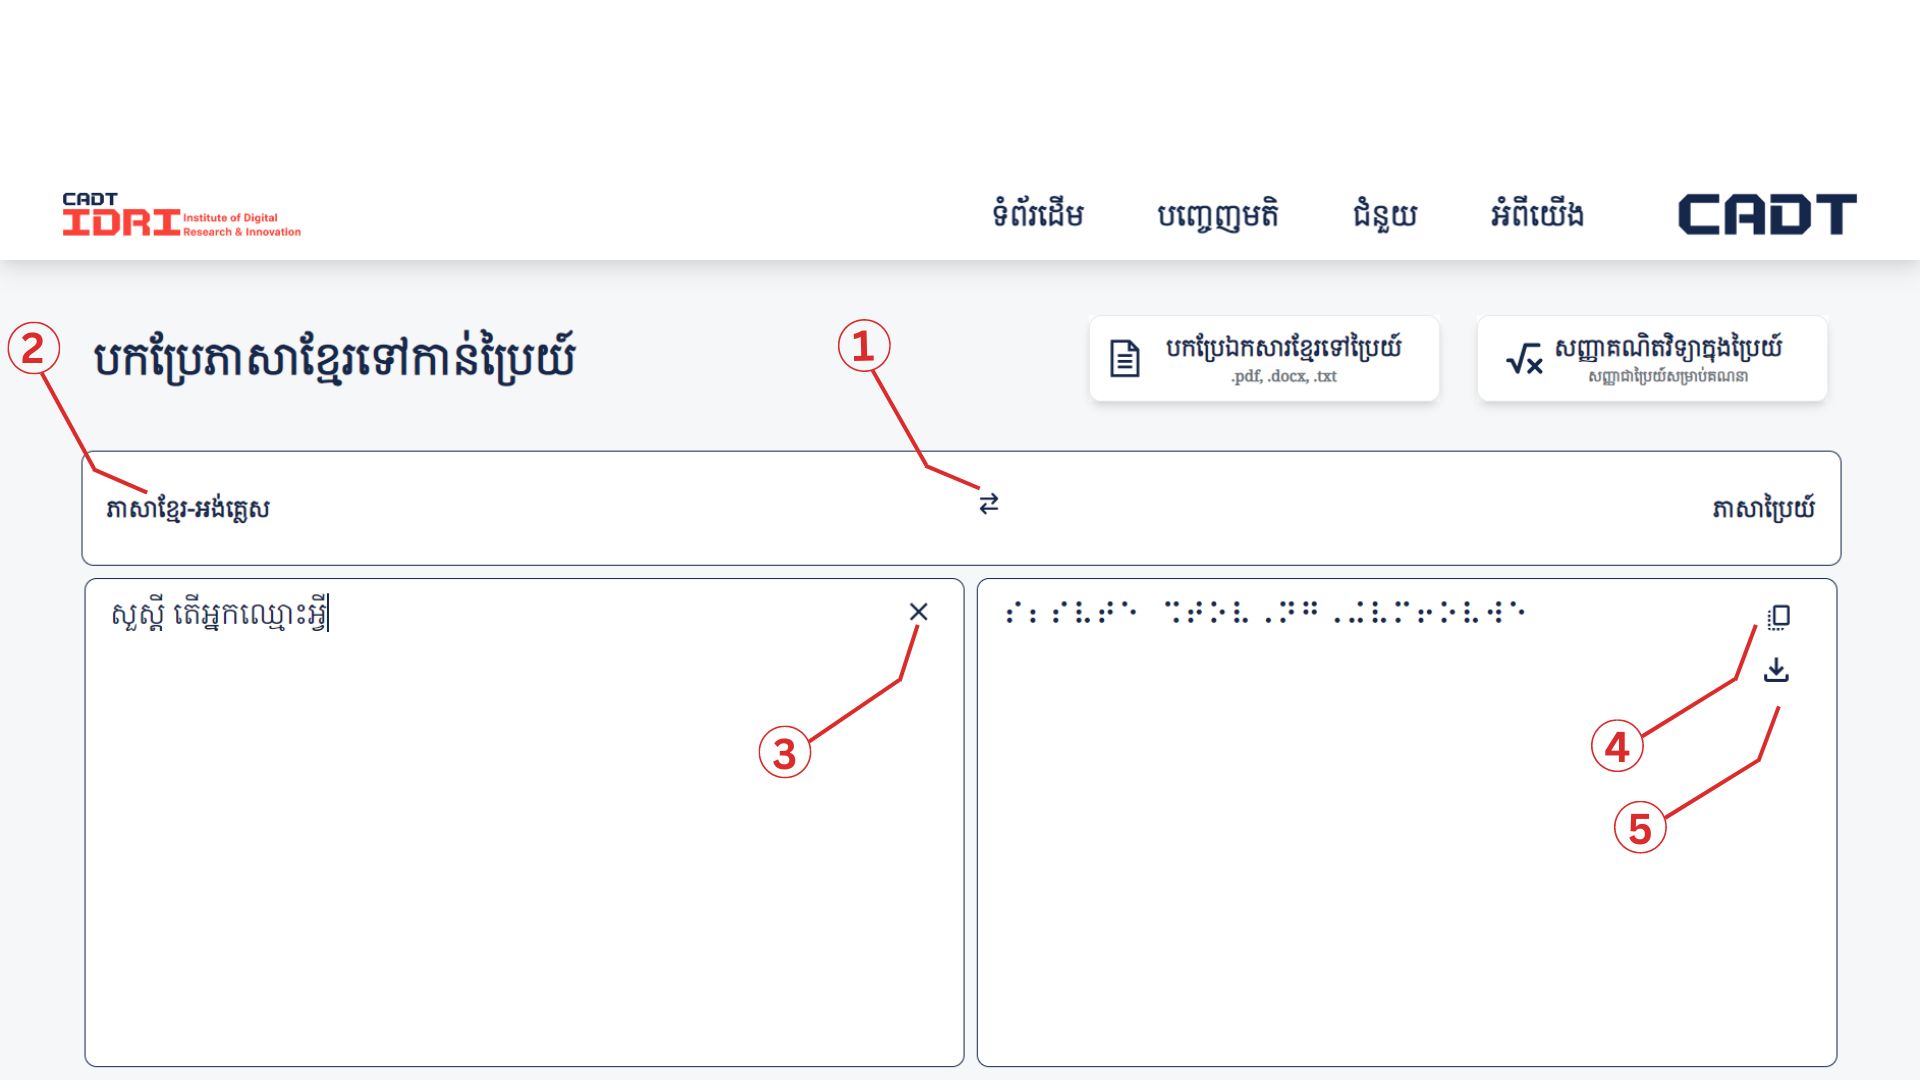 CADT
IDRI Institute of Digital
Research & Innovation
ទំព័រដើម
បញ្ចេញមតិ
ជំនួយ
អំពីយើង
CADT
2
បកប្រែភាសាខ្មែរទៅកាន់ប្រៃយ៍
1
បកប្រែឯកសារខ្មែរទៅប្រៃយ៍
.pdf, .docx, .txt
សញ្ញាគណិតវិទ្យាក្នុងប្រៃយ៍
សញ្ញាជាប្រៃយ៍សម្រាប់គណនា
ភាសាខ្មែរ-អង់គ្លេស
ភាសាប្រៃយ៍
សួស្តី តើអ្នកឈ្មោះអ្វី
3
4
5